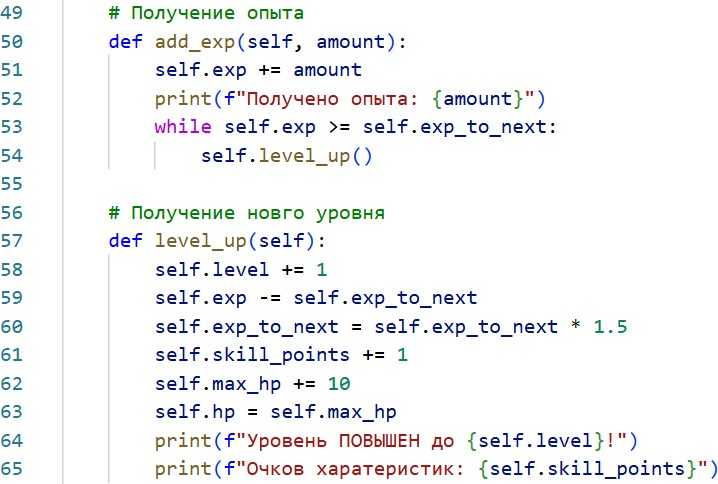 49 # Получение опыта
50 def add_exp(self, amount):
51 self.exp += amount
52 print(f"Получено опыта: {amount}")
53 while self.exp >= self.exp_to_next:
54 self.level_up()
55
56 # Получение новго уровня
57 def level_up(self):
58 self.level += 1
59 self.exp -= self.exp_to_next
60 self.exp_to_next = self.exp_to_next * 1.5
61 self.skill_points += 1
62 self.max_hp += 10
63 self.hp = self.max_hp
64 print(f"Уровень ПОВЫШЕН до {self.level}!")
65 print(f"Очков харатеристик: {self.skill_points}")